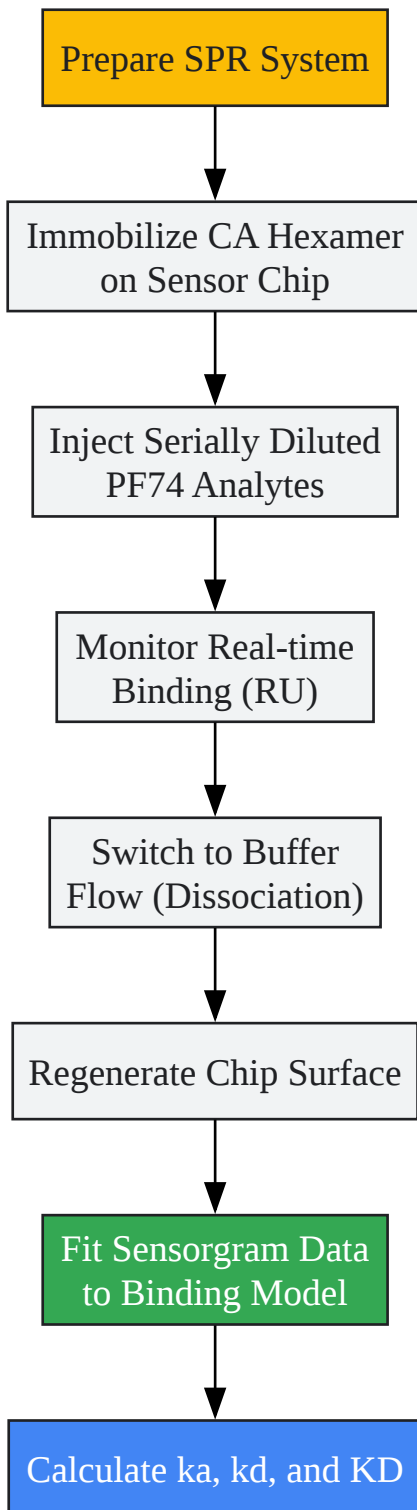 Prepare SPR System
Immobilize CA Hexamer
on Sensor Chip
Inject Serially Diluted
PF74 Analytes
Monitor Real-time
Binding (RU)
Switch to Buffer
Flow (Dissociation)
Regenerate Chip Surface
Fit Sensorgram Data
to Binding Model
Calculate ka, kd, and KD